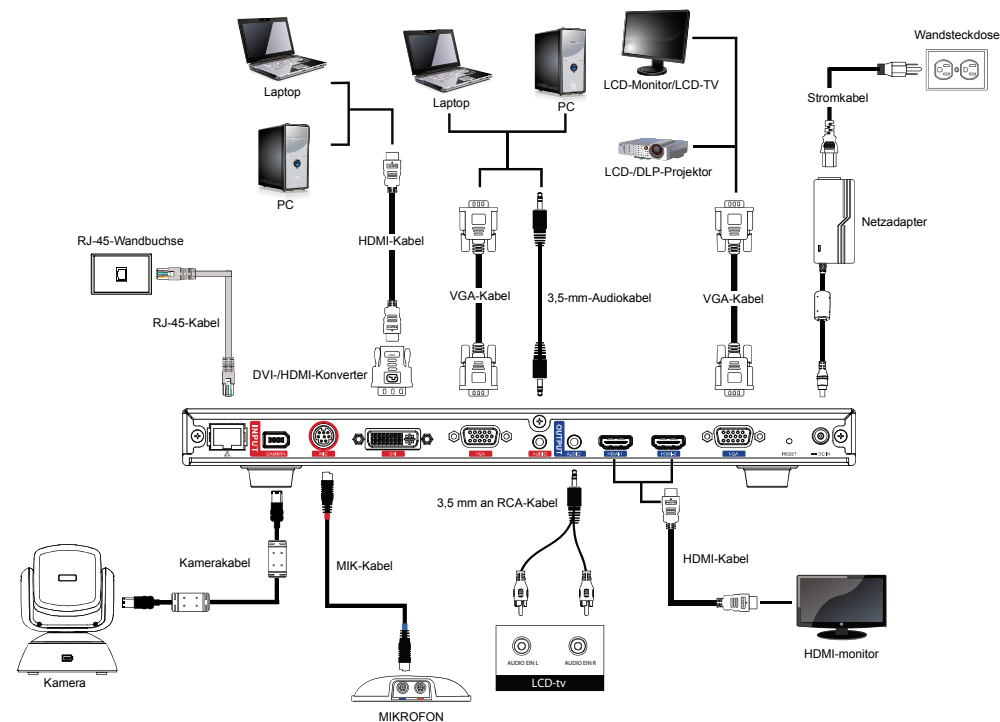 Wandsteckdose
Laptop
Laptop
PC
LCD-Monitor/LCD-TV
Stromkabel
LCD-/DLP-Projektor
PC
Netzadapter
RJ-45-Wandbuchse
HDMI-Kabel
VGA-Kabel
3,5-mm-Audiokabel
VGA-Kabel
RJ-45-Kabel
DVI-/HDMI-Konverter
INPUT
CAMERA
MIC
DVI
VGA
AUDIO
OUTPUT
AUDIO
HDMI-1
HDMI-2
VGA
RESET
DC IN
3,5 mm an RCA-Kabel
Kamerakabel
MIK-Kabel
HDMI-Kabel
AUDIO EIN L
AUDIO EIN R
LCD-tv
HDMI-monitor
Kamera
MIKROFON